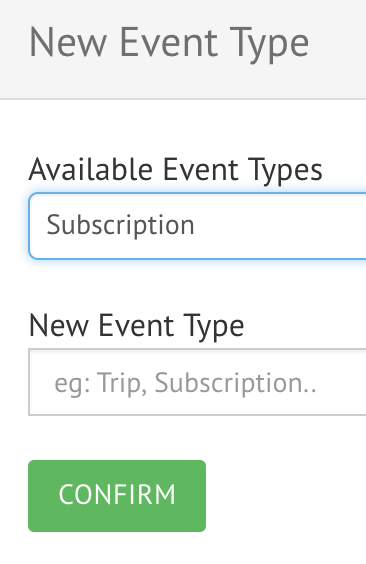 New Event Type
Available Event Types
Subscription
New Event Type
eg: Trip, Subscription..
CONFIRM